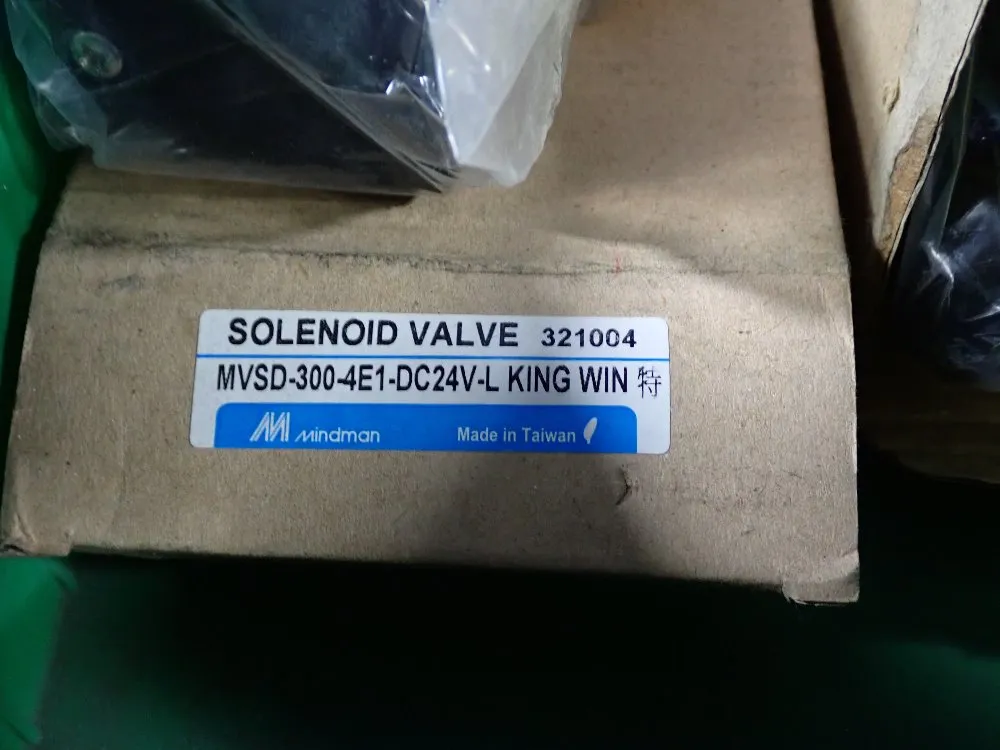 SOLENOID VALVE 321004
MVSD-300-4E1-DC24V-L KING WIN 特
Mindman Made in Taiwan